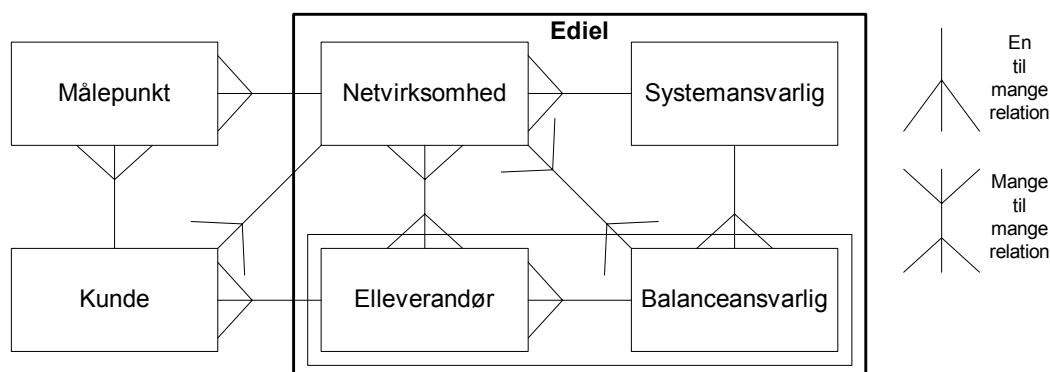 Ediel
Målepunkt
Netvirksomhed
Systemansvarlig
Kunde
Elleverandør
Balanceansvarlig
En
til
mange
relation
Mange
til
mange
relation